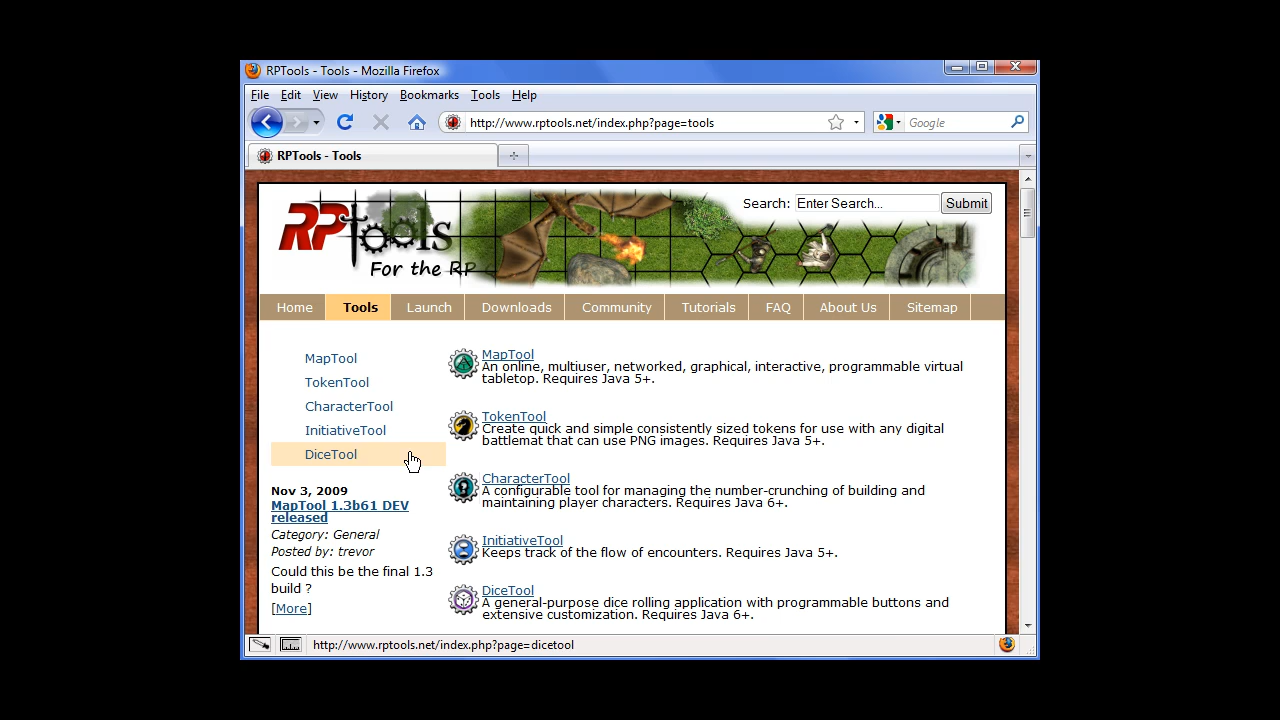 RPTools - Tools - Mozilla Firefox
File Edit View History Bookmarks Tools Help
http://www.rptools.net/index.php?page=tools
Google
RPTools - Tools
RPTools
For the RP
Search: Enter Search... Submit
Home Tools Launch Downloads Community Tutorials FAQ About Us Sitemap
MapTool
TokenTool
CharacterTool
InitiativeTool
DiceTool
Nov 3, 2009
MapTool 1.3b61 DEV
released
Category: General
Posted by: trevor
Could this be the final 1.3
build ?
[More]
MapTool
An online, multiuser, networked, graphical, interactive, programmable virtual
tabletop. Requires Java 5+.
TokenTool
Create quick and simple consistently sized tokens for use with any digital
battlemat that can use PNG images. Requires Java 5+.
CharacterTool
A configurable tool for managing the number-crunching of building and
maintaining player characters. Requires Java 6+.
InitiativeTool
Keeps track of the flow of encounters. Requires Java 5+.
DiceTool
A general-purpose dice rolling application with programmable buttons and
extensive customization. Requires Java 6+.
http://www.rptools.net/index.php?page=dicetool